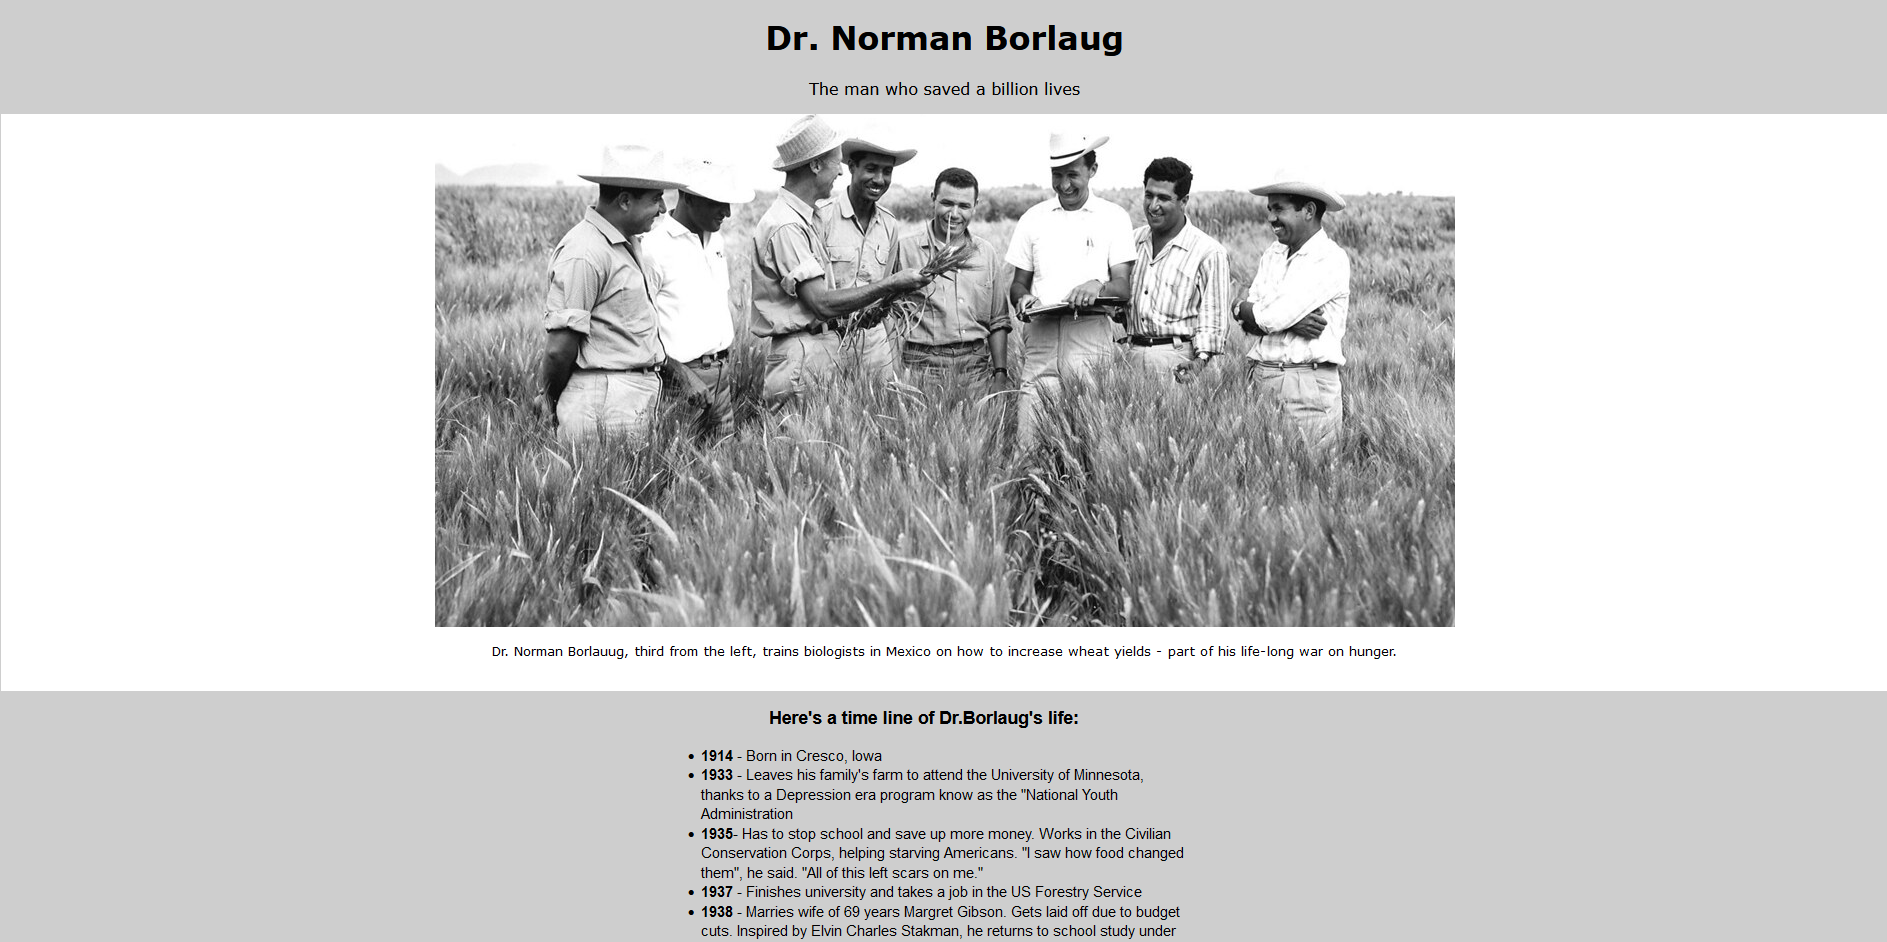 Dr. Norman Borlaug
The man who saved a billion lives
Dr. Norman Borlauug, third from the left, trains biologists in Mexico on how to increase wheat yields - part of his life-long war on hunger.
Here's a time line of Dr.Borlaug's life:
• 1914 - Born in Cresco, Iowa
• 1933 - Leaves his family's farm to attend the University of Minnesota,
thanks to a Depression era program know as the "National Youth
Administration
• 1935- Has to stop school and save up more money. Works in the Civilian
Conservation Corps, helping starving Americans. "I saw how food changed
them", he said. "All of this left scars on me."
• 1937 - Finishes university and takes a job in the US Forestry Service
• 1938 - Marries wife of 69 years Margret Gibson. Gets laid off due to budget
cuts. Inspired by Elvin Charles Stakman, he returns to school study under